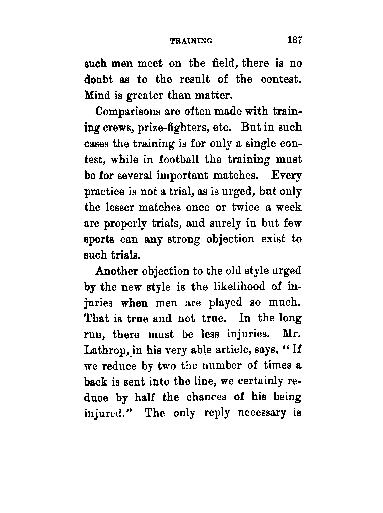 TRAINING 187
such men meet on the field, there is no
doubt as to the result of the contest.
Mind is greater than matter.
Comparisons are often made with train-
ing crews, prize-fighters, etc. But in such
cases the training is for only a single con-
test, while in football the training must
be for several important matches. Every
practice is not a trial, as is urged, but only
the lesser matches once or twice a week
are properly trials, and surely in but few
sports can any strong objection exist to
such trials.
Another objection to the old style urged
by the new style is the likelihood of in-
juries when men are played so much.
That is true and not true. In the long
run, there must be less injuries. Mr.
Lathrop, in his very able article, says, "If
we reduce by two the number of times a
back is sent into the line, we certainly re-
duce by half the chances of his being
injured." The only reply necessary is